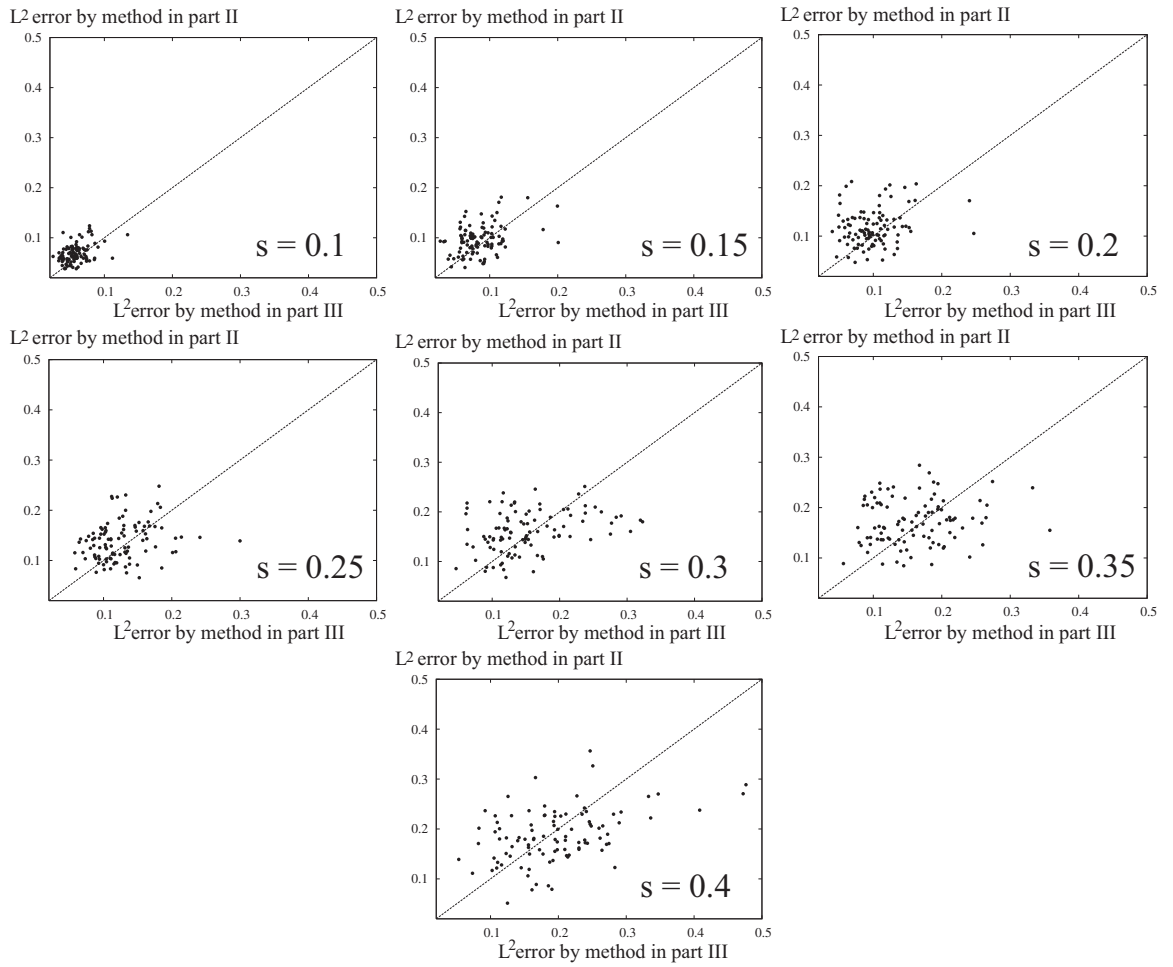 L2 error by method in part II
0.5
0.4
0.3
0.2
0.1
s = 0.1
0.1 0.2 0.3 0.4 0.5
L2error by method in part III
L2 error by method in part II
0.5
0.4
0.3
0.2
0.1
s = 0.15
0.1 0.2 0.3 0.4 0.5
L2error by method in part III
L2 error by method in part II
0.5
0.4
0.3
0.2
0.1
s = 0.2
0.1 0.2 0.3 0.4 0.5
L2error by method in part III
L2 error by method in part II
0.5
0.4
0.3
0.2
0.1
s = 0.25
0.1 0.2 0.3 0.4 0.5
L2error by method in part III
L2 error by method in part II
0.5
0.4
0.3
0.2
0.1
s = 0.3
0.1 0.2 0.3 0.4 0.5
L2error by method in part III
L2 error by method in part II
0.5
0.4
0.3
0.2
0.1
s = 0.35
0.1 0.2 0.3 0.4 0.5
L2error by method in part III
L2 error by method in part II
0.5
0.4
0.3
0.2
0.1
s = 0.4
0.1 0.2 0.3 0.4 0.5
L2error by method in part III